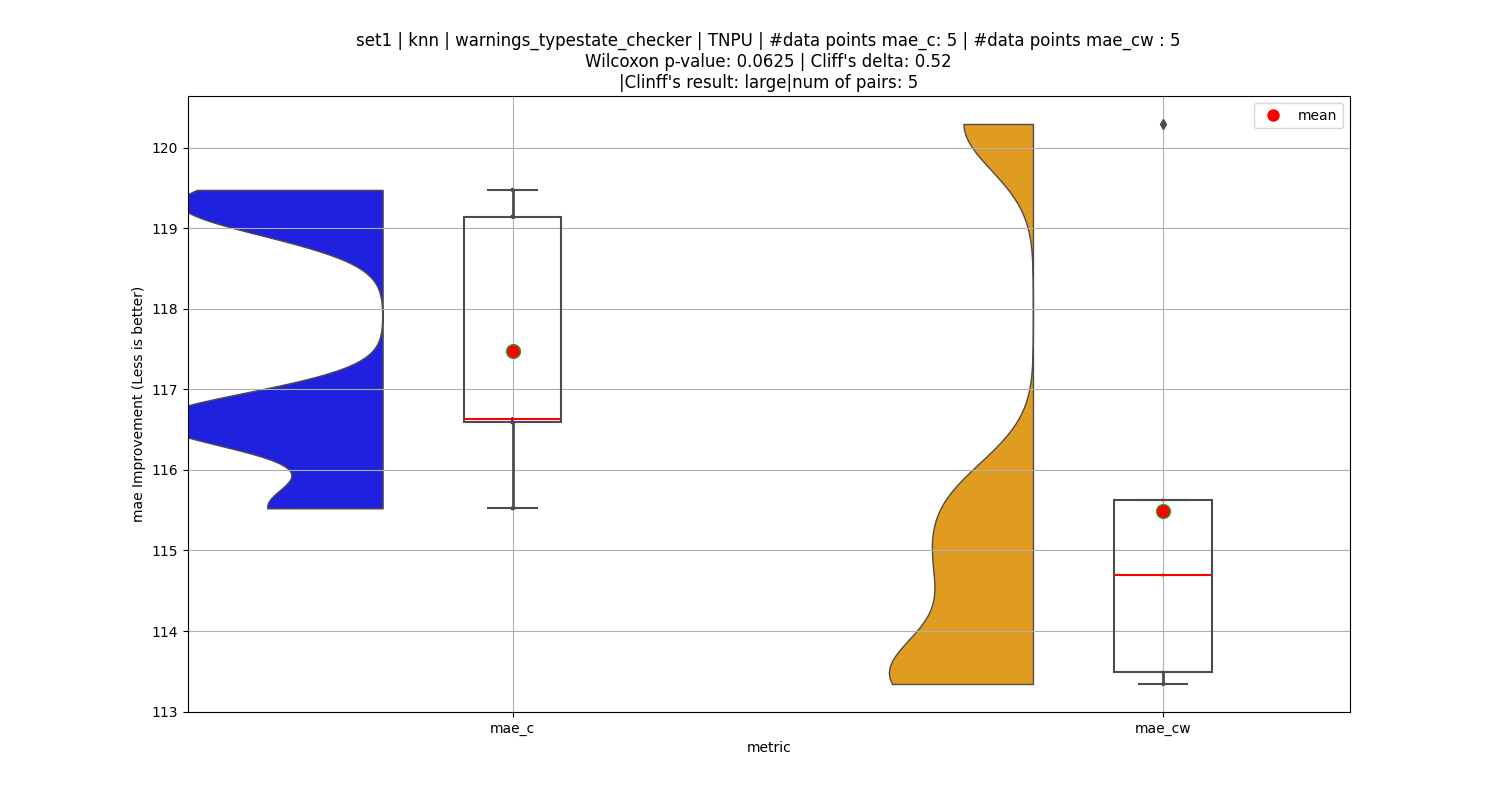 set1 | knn | warnings_typestate_checker | TNPU | #data points mae_c: 5 | #data points mae_cw : 5
Wilcoxon p-value: 0.0625 | Cliff's delta: 0.52
|Clinff's result: large|num of pairs: 5
mean
120
119
118
117
116
115
114
113
mae Improvement (Less is better)
mae_c
mae_cw
metric